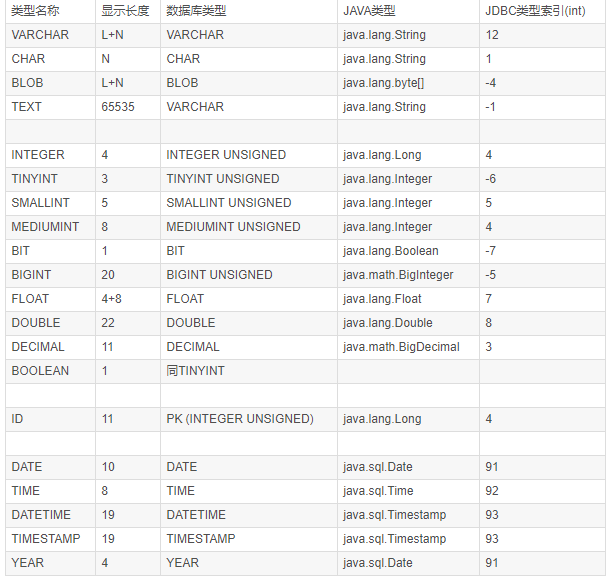 类型名称 显示长度 数据库类型 JAVA类型 JDBC类型索引(int)
VARCHAR L+N VARCHAR java.lang.String 12
CHAR N CHAR java.lang.String 1
BLOB L+N BLOB java.lang.byte[] -4
TEXT 65535 VARCHAR java.lang.String -1
INTEGER 4 INTEGER UNSIGNED java.lang.Long 4
TINYINT 3 TINYINT UNSIGNED java.lang.Integer -6
SMALLINT 5 SMALLINT UNSIGNED java.lang.Integer 5
MEDIUMINT 8 MEDIUMINT UNSIGNED java.lang.Integer 4
BIT 1 BIT java.lang.Boolean -7
BIGINT 20 BIGINT UNSIGNED java.math.BigInteger -5
FLOAT 4+8 FLOAT java.lang.Float 7
DOUBLE 22 DOUBLE java.lang.Double 8
DECIMAL 11 DECIMAL java.math.BigDecimal 3
BOOLEAN 1 同TINYINT
ID 11 PK (INTEGER UNSIGNED) java.lang.Long 4
DATE 10 DATE java.sql.Date 91
TIME 8 TIME java.sql.Time 92
DATETIME 19 DATETIME java.sql.Timestamp 93
TIMESTAMP 19 TIMESTAMP java.sql.Timestamp 93
YEAR 4 YEAR java.sql.Date 91